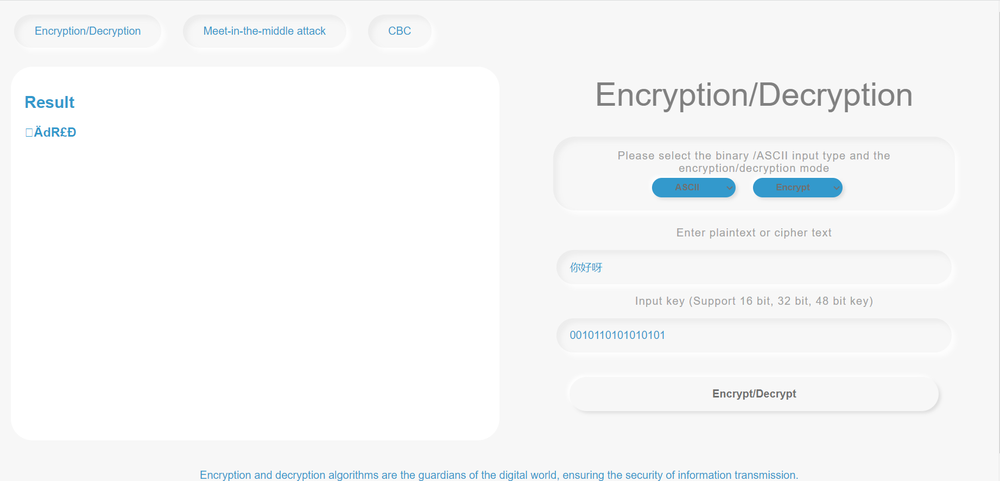 Encryption/Decryption
Meet-in-the-middle attack
CBC
Result
ÄdR£Đ
Encryption/Decryption
Please select the binary /ASCII input type and the
encryption/decryption mode
ASCII
Encrypt
Enter plaintext or cipher text
你好呀
Input key (Support 16 bit, 32 bit, 48 bit key)
0010110101010101
Encrypt/Decrypt
Encryption and decryption algorithms are the guardians of the digital world, ensuring the security of information transmission.